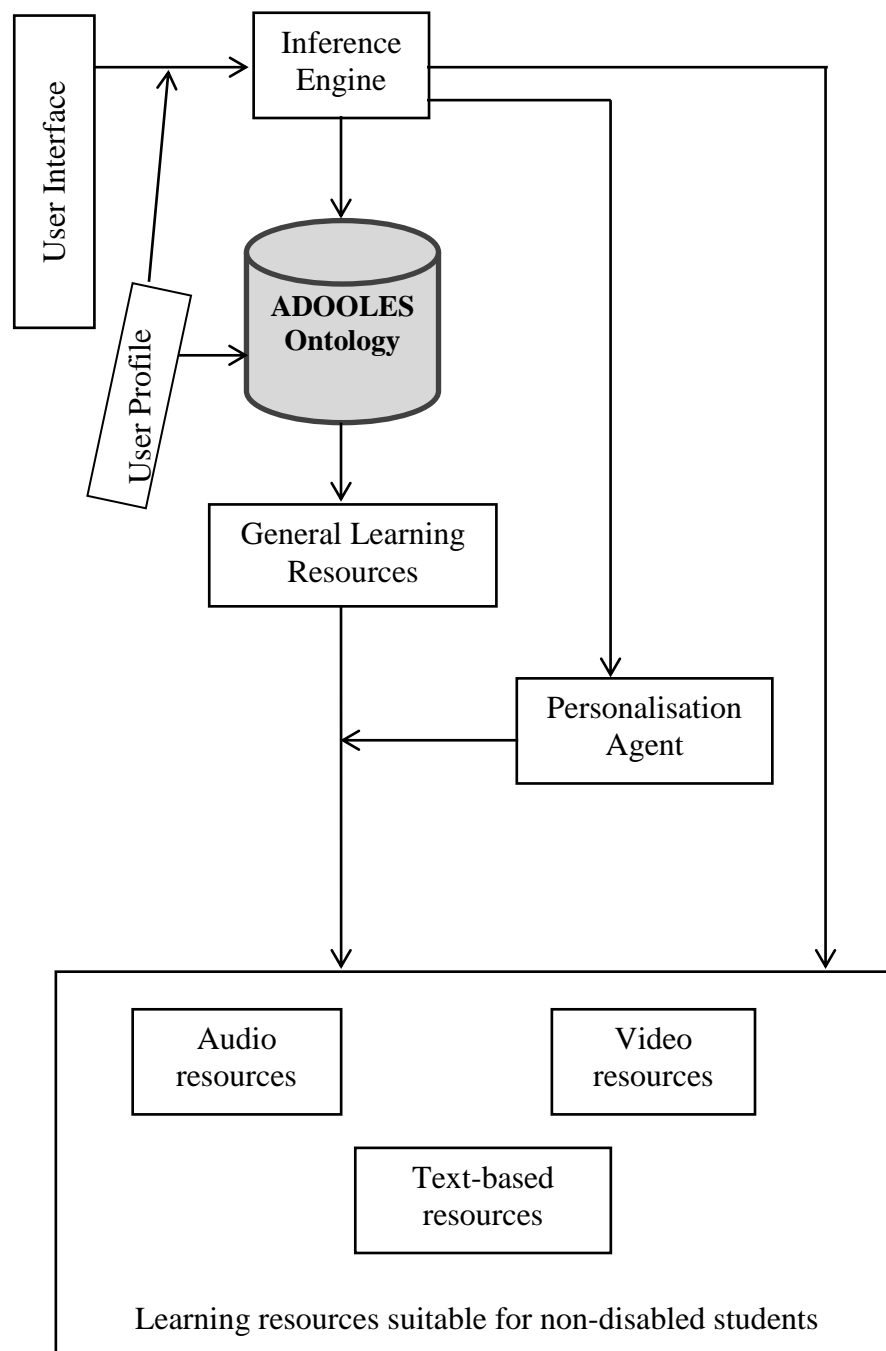 Inference
Engine
User Interface
ADOOLES
Ontology
User Profile
General Learning
Resources
Personalisation
Agent
Audio
resources
Video
resources
Text-based
resources
Learning resources suitable for non-disabled students